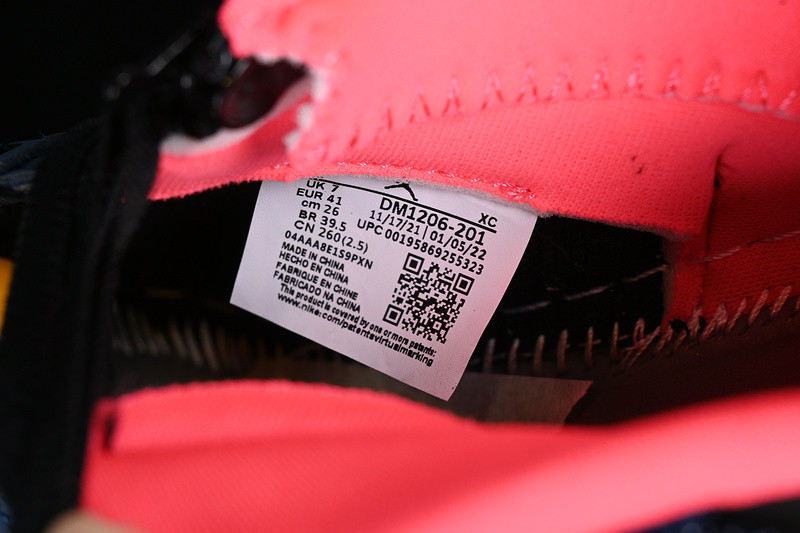 UK 7
EUR 41
cm 26
BR 39.5
CN 260(2.5)
XC
DM1206-201
11/17/21 | 01/05/22
UPC 00195869255323
04AAA8E1S9PXN
MADE IN CHINA
HECHO EN CHINA
FABRIQUE EN CHINE
FABRICADO NA CHINA
This product is covered by one or more patents:
www.nike.com/patentsvirtualmarking